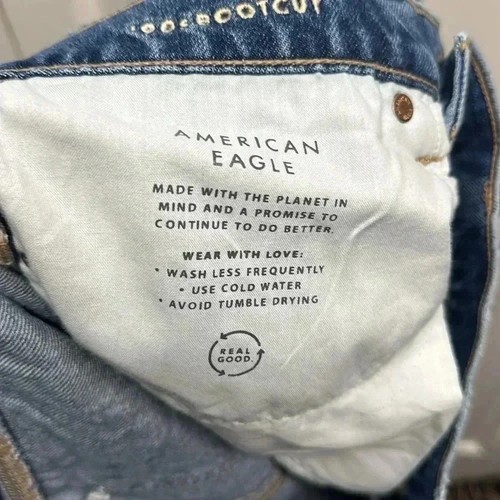 '90s BOOTCUT
AMERICAN
EAGLE
MADE WITH THE PLANET IN
MIND AND A PROMISE TO
CONTINUE TO DO BETTER.
WEAR WITH LOVE:
• WASH LESS FREQUENTLY
• USE COLD WATER
• AVOID TUMBLE DRYING
REAL
GOOD.